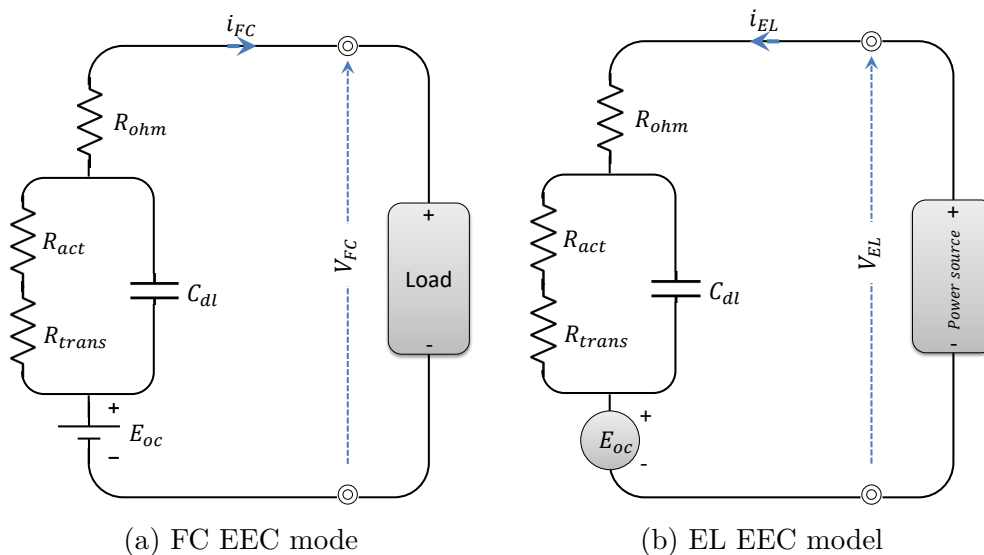 i_FC
R_ohm
R_act
R_trans
C_dl
+
E_oc
−
V_FC
+
Load
-
(a) FC EEC mode
i_EL
R_ohm
R_act
R_trans
C_dl
+
E_oc
-
V_EL
+
Power source
-
(b) EL EEC model